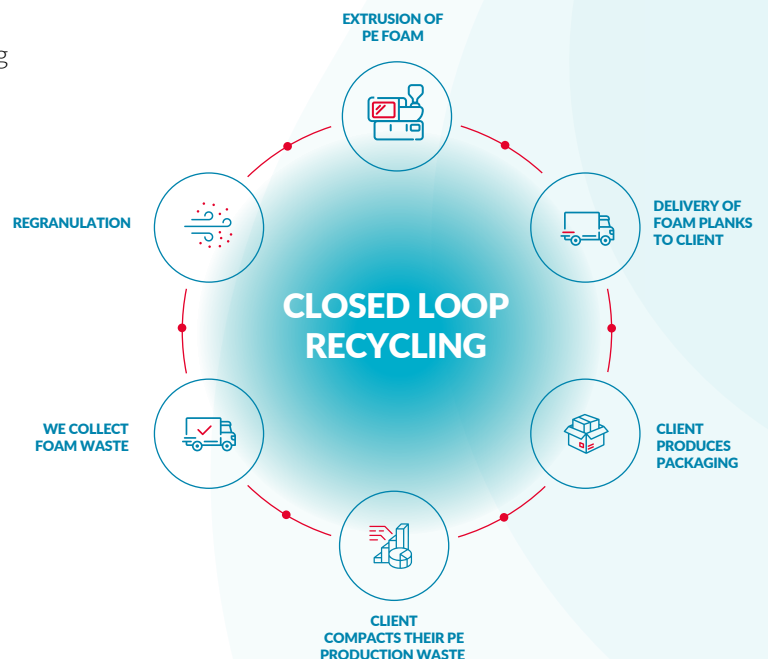 g
EXTRUSION OF
PE FOAM
DELIVERY OF
FOAM PLANKS
TO CLIENT
REGRANULATION
CLOSED LOOP
RECYCLING
WE COLLECT
FOAM WASTE
CLIENT
PRODUCES
PACKAGING
CLIENT
COMPACTS THEIR PE
PRODUCTION WASTE